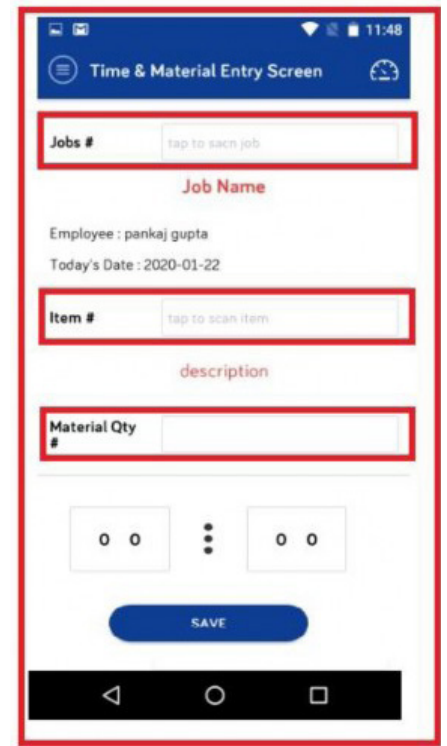 11:48
Time & Material Entry Screen
Jobs # tap to sacn job
Job Name
Employee : pankaj gupta
Today's Date : 2020-01-22
Item # tap to scan item
description
Material Qty
#
0 0 0 0
SAVE